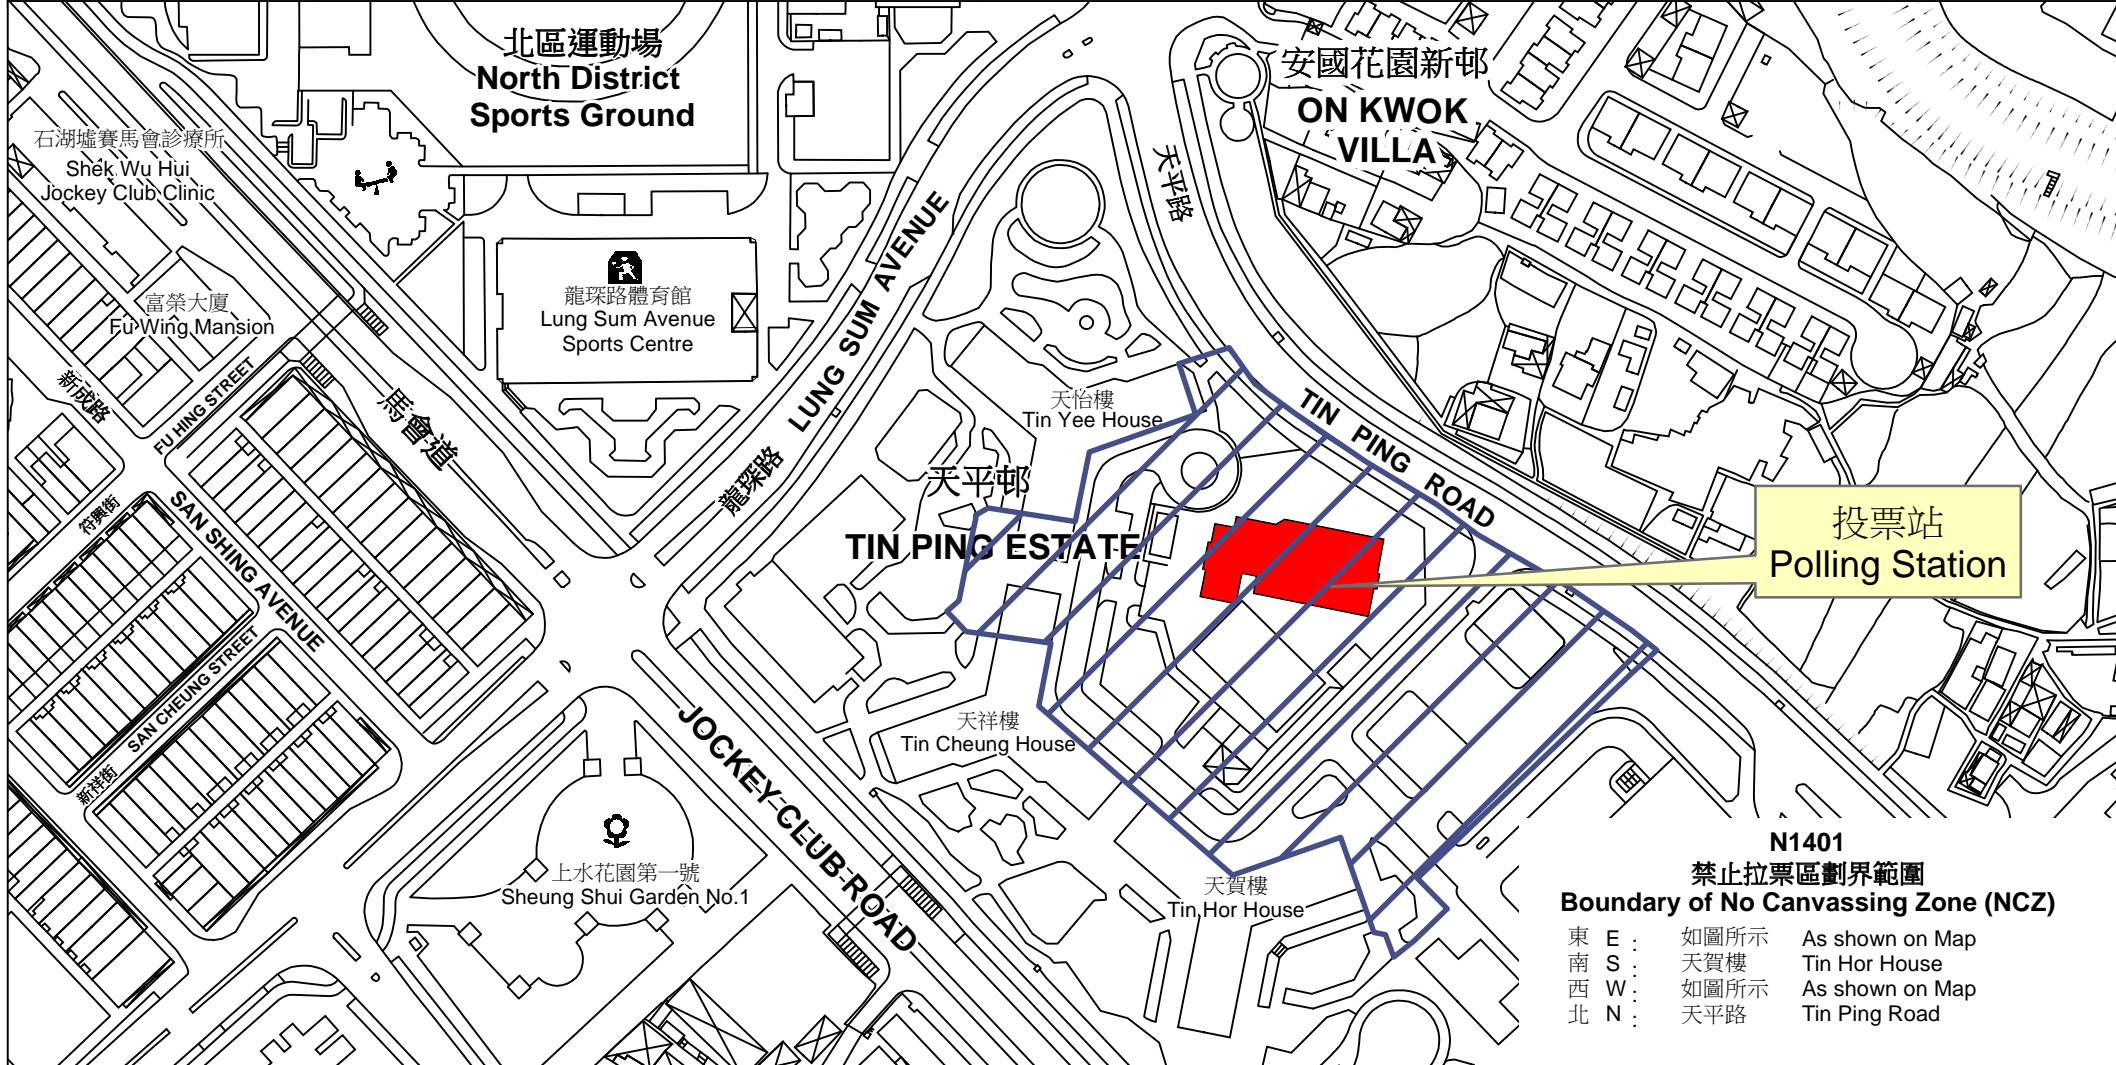 北區運動場
North District
Sports Ground
安國花園新邨
ON KWOK
VILLA
石湖墟賽馬會診療所
Shek Wu Hui
Jockey Club Clinic
天平路
龍琛路體育館
Lung Sum Avenue
Sports Centre
富榮大廈
Fu Wing Mansion
新成路
FU HING STREET
馬會道
龍琛路 LUNG SUM AVENUE
天怡樓
Tin Yee House
TIN PING ROAD
天平邨
TIN PING ESTATE
投票站
Polling Station
符興街
SAN SHING AVENUE
SAN CHEUNG STREET
新祥街
JOCKEY CLUB ROAD
天祥樓
Tin Cheung House
上水花園第一號
Sheung Shui Garden No.1
天賀樓
Tin Hor House
N1401
禁止拉票區劃界範圍
Boundary of No Canvassing Zone (NCZ)
東 E : 如圖所示 As shown on Map
南 S : 天賀樓 Tin Hor House
西 W : 如圖所示 As shown on Map
北 N : 天平路 Tin Ping Road